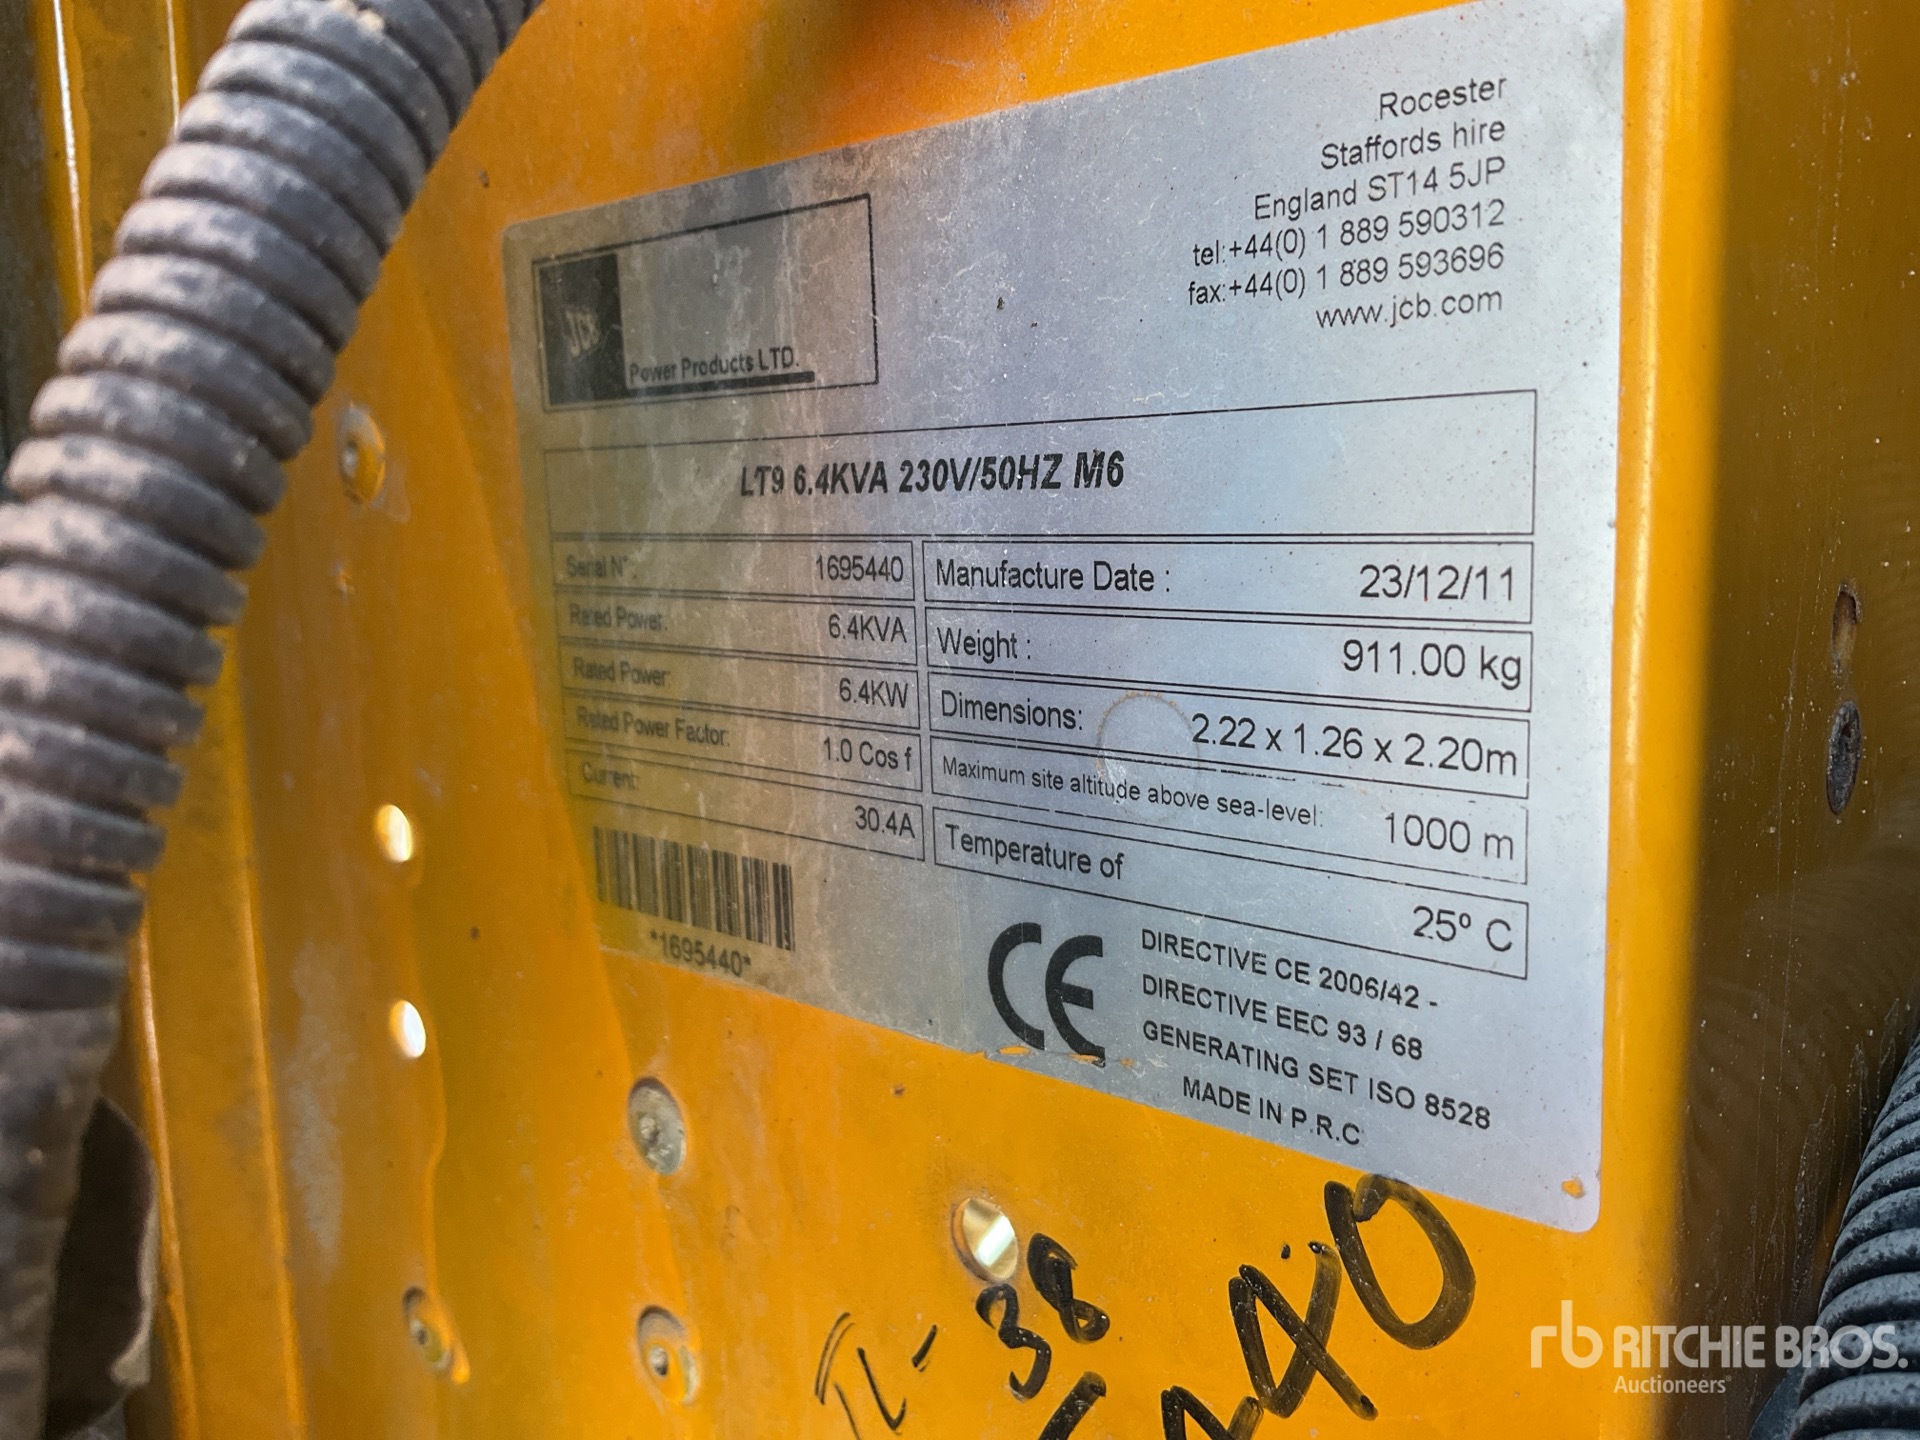 Rocester
Staffords hire
England ST14 5JP
tel:+44(0) 1 889 590312
fax:+44(0) 1 889 593696
www.jcb.com
JCB
Power Products LTD.
LT9 6.4KVA 230V/50HZ M6
Serial N°: 1695440
Rated Power: 6.4KVA
Rated Power: 6.4KW
Rated Power Factor: 1.0 Cos f
Current: 30.4A
*1695440*
Manufacture Date : 23/12/11
Weight : 911.00 kg
Dimensions: 2.22 x 1.26 x 2.20m
Maximum site altitude above sea-level: 1000 m
Temperature of 25º C
CE
DIRECTIVE CE 2006/42 -
DIRECTIVE EEC 93 / 68
GENERATING SET ISO 8528
MADE IN P.R.C
38
5440
rb RITCHIE BROS.
Auctioneers